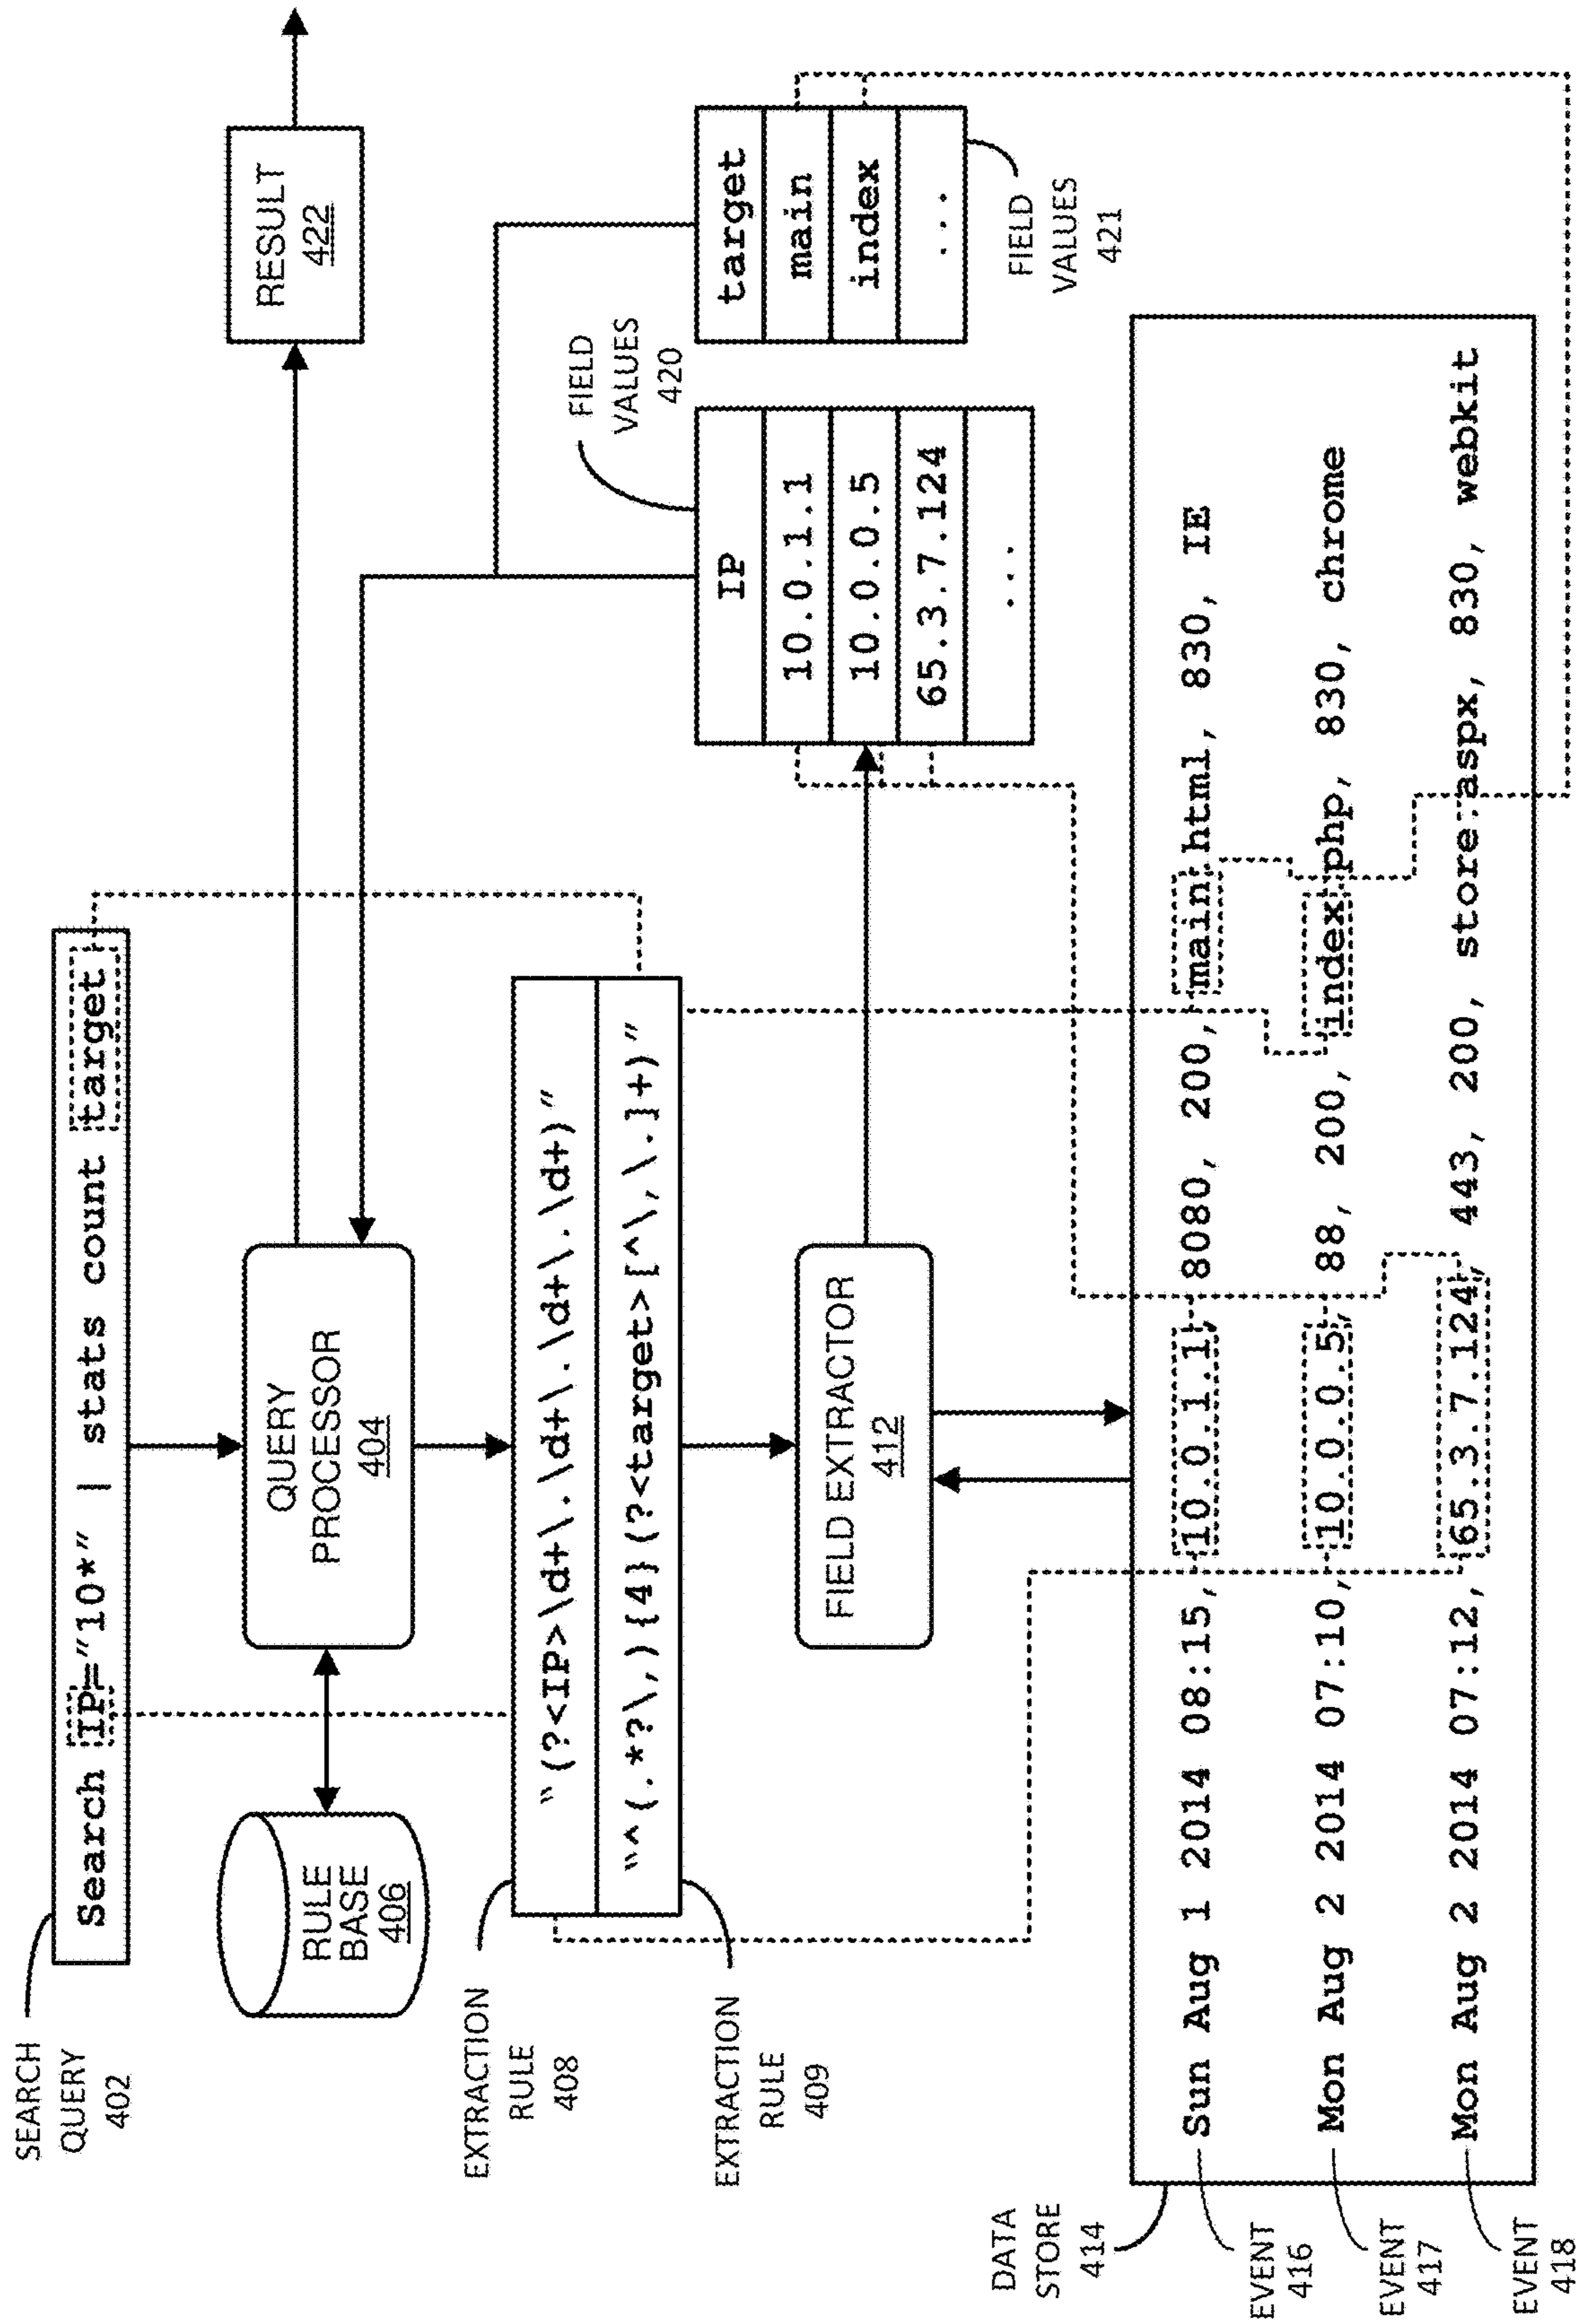 SEARCH
QUERY
402
Search IP="10*" | stats count target
RULE
BASE
406
QUERY
PROCESSOR
404
RESULT
422
EXTRACTION
RULE
408
"(?<IP>\d+\.\d+\.\d+\.\d+)"
"^(.*?\,){4}(?<target>[^\,\.]+)"
EXTRACTION
RULE
409
FIELD
VALUES
420
IP
10.0.1.1
10.0.0.5
65.3.7.124
...
target
main
index
...
FIELD
VALUES
421
FIELD EXTRACTOR
412
DATA
STORE
414
EVENT
416
Sun Aug 1 2014 08:15, 10.0.1.1, 8080, 200, main.html, 830, IE
EVENT
417
Mon Aug 2 2014 07:10, 10.0.0.5, 88, 200, index.php, 830, chrome
EVENT
418
Mon Aug 2 2014 07:12, 65.3.7.124, 443, 200, store.aspx, 830, webkit